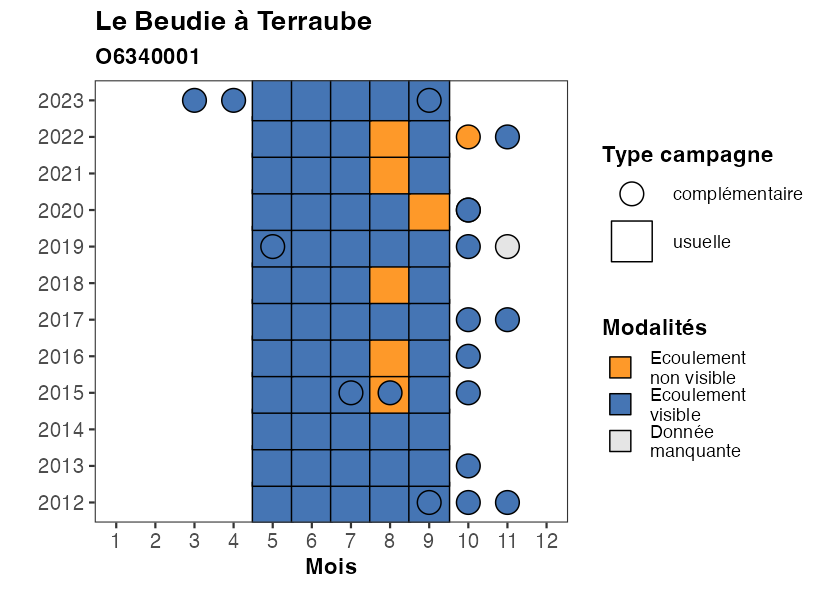 Le Beudie à Terraube
O6340001
2023
2022
2021
2020
2019
2018
2017
2016
2015
2014
2013
2012
1 2 3 4 5 6 7 8 9 10 11 12
Mois
Type campagne
complémentaire
usuelle
Modalités
Ecoulement
non visible
Ecoulement
visible
Donnée
manquante